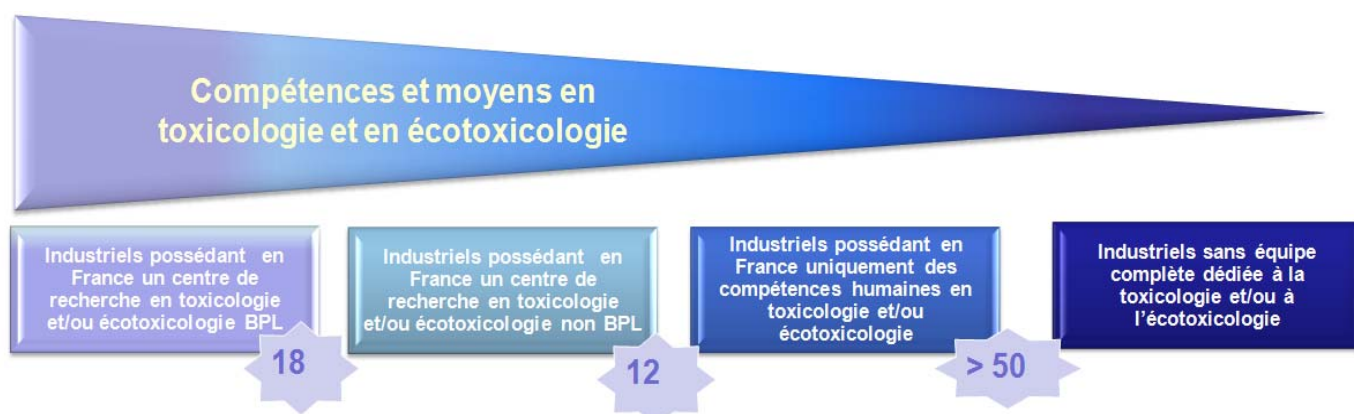 Compétences et moyens en
toxicologie et en écotoxicologie
Industriels possédant en
France un centre de
recherche en toxicologie
et/ou écotoxicologie BPL
18
Industriels possédant en
France un centre de
recherche en toxicologie
et/ou écotoxicologie non BPL
12
Industriels possédant en
France uniquement des
compétences humaines en
toxicologie et/ou
écotoxicologie
> 50
Industriels sans équipe
complète dédiée à la
toxicologie et/ou à
l'écotoxicologie